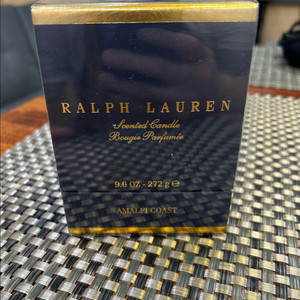 RALPH LAUREN
Scented Candle
Bougie Parfumée
9.6 OZ - 272 g ℮
AMALFI COAST